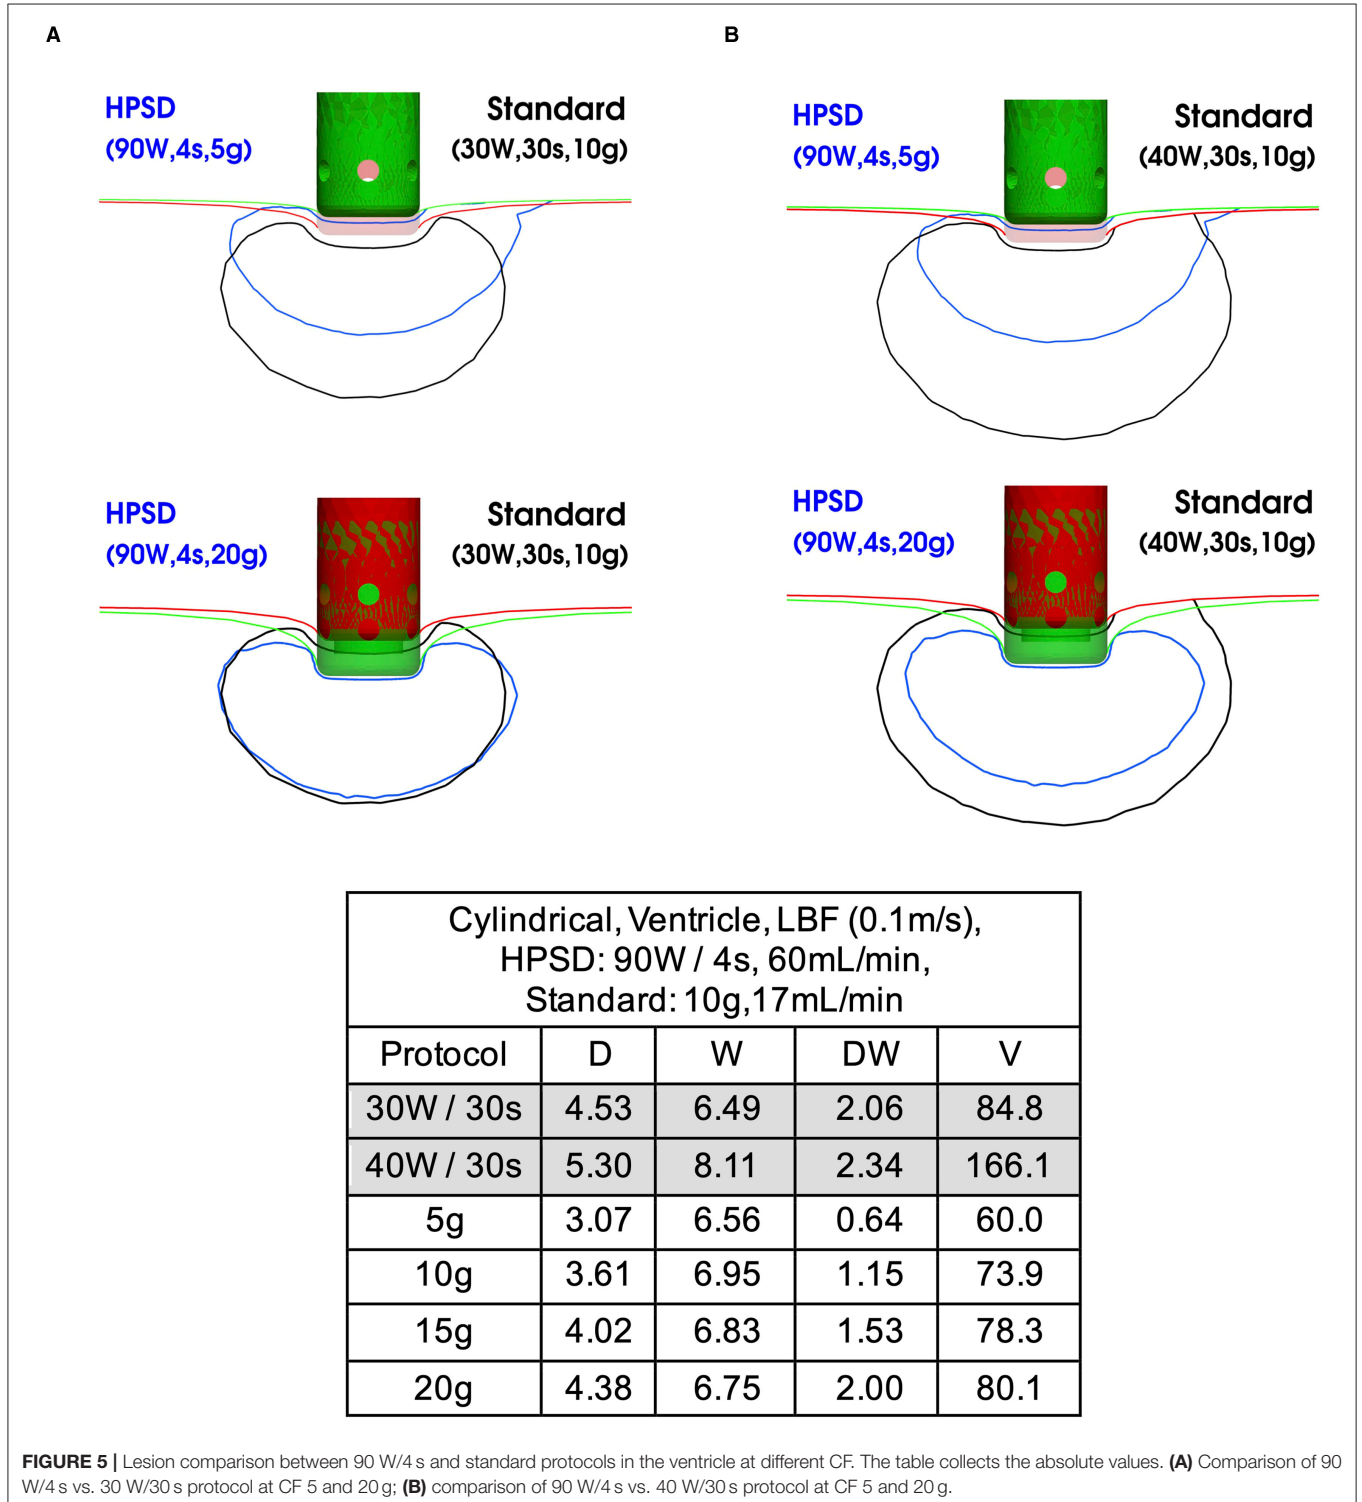 A
B
HPSD
(90W,4s,5g)
Standard
(30W,30s,10g)
HPSD
(90W,4s,5g)
Standard
(40W,30s,10g)
HPSD
(90W,4s,20g)
Standard
(30W,30s,10g)
HPSD
(90W,4s,20g)
Standard
(40W,30s,10g)
Cylindrical, Ventricle, LBF (0.1m/s),
HPSD: 90W / 4s, 60mL/min,
Standard: 10g,17mL/min
Protocol D W DW V
30W / 30s 4.53 6.49 2.06 84.8
40W / 30s 5.30 8.11 2.34 166.1
5g 3.07 6.56 0.64 60.0
10g 3.61 6.95 1.15 73.9
15g 4.02 6.83 1.53 78.3
20g 4.38 6.75 2.00 80.1
FIGURE 5 | Lesion comparison between 90 W/4 s and standard protocols in the ventricle at different CF. The table collects the absolute values. (A) Comparison of 90
W/4 s vs. 30 W/30 s protocol at CF 5 and 20 g; (B) comparison of 90 W/4 s vs. 40 W/30 s protocol at CF 5 and 20 g.